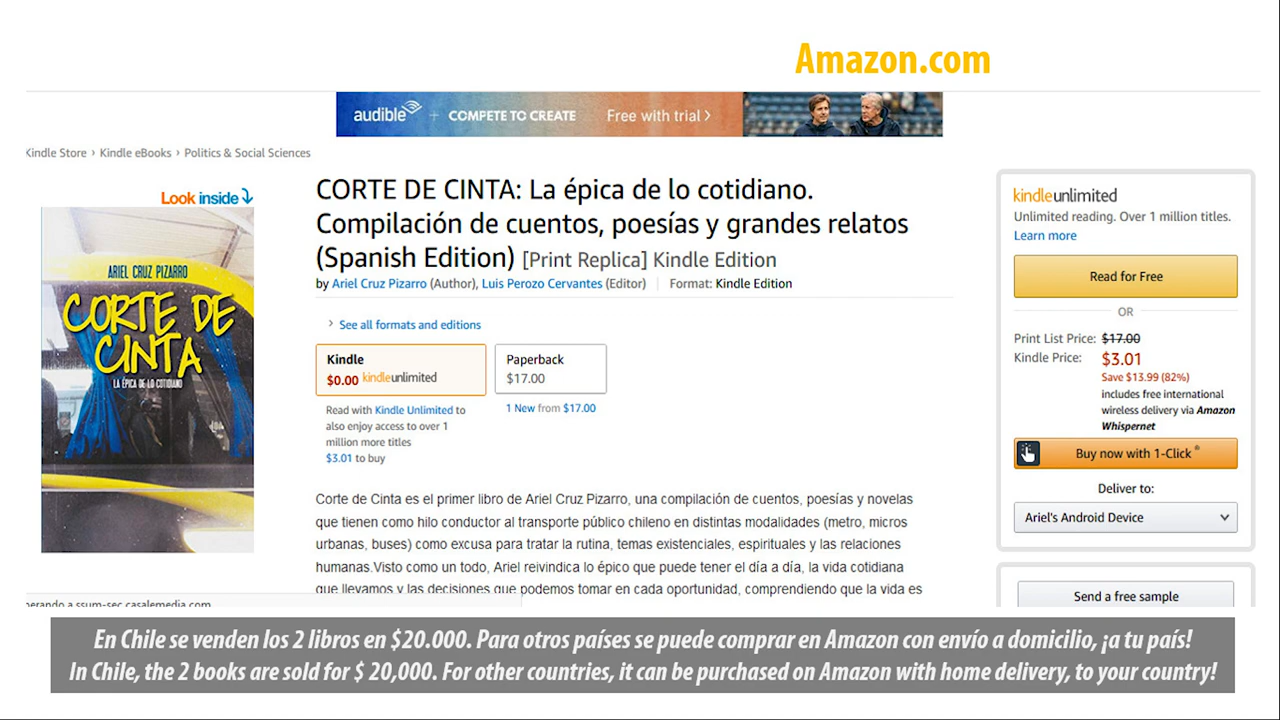 Amazon.com
audible + COMPETE TO CREATE Free with trial >
Kindle Store › Kindle eBooks › Politics & Social Sciences
Look inside
ARIEL CRUZ PIZARRO
CORTE DE
CINTA
LA ÉPICA DE LO COTIDIANO
CORTE DE CINTA: La épica de lo cotidiano.
Compilación de cuentos, poesías y grandes relatos
(Spanish Edition) [Print Replica] Kindle Edition
by Ariel Cruz Pizarro (Author), Luis Perozo Cervantes (Editor) | Format: Kindle Edition
› See all formats and editions
Kindle
$0.00 kindleunlimited
Paperback
$17.00
Read with Kindle Unlimited to
also enjoy access to over 1
million more titles
$3.01 to buy
1 New from $17.00
Corte de Cinta es el primer libro de Ariel Cruz Pizarro, una compilación de cuentos, poesías y novelas
que tienen como hilo conductor al transporte público chileno en distintas modalidades (metro, micros
urbanas, buses) como excusa para tratar la rutina, temas existenciales, espirituales y las relaciones
humanas.Visto como un todo, Ariel reivindica lo épico que puede tener el día a día, la vida cotidiana
que llevamos y las decisiones que podemos tomar en cada oportunidad, comprendiendo que la vida es
kindleunlimited
Unlimited reading. Over 1 million titles.
Learn more
Read for Free
OR
Print List Price: $17.00
Kindle Price: $3.01
Save $13.99 (82%)
includes free international
wireless delivery via Amazon
Whispernet
Buy now with 1-Click ®
Deliver to:
Ariel's Android Device
Send a free sample
perando a ssum-sec.casalemedia.com
En Chile se venden los 2 libros en $20.000. Para otros países se puede comprar en Amazon con envío a domicilio, ¡a tu país!
In Chile, the 2 books are sold for $ 20,000. For other countries, it can be purchased on Amazon with home delivery, to your country!